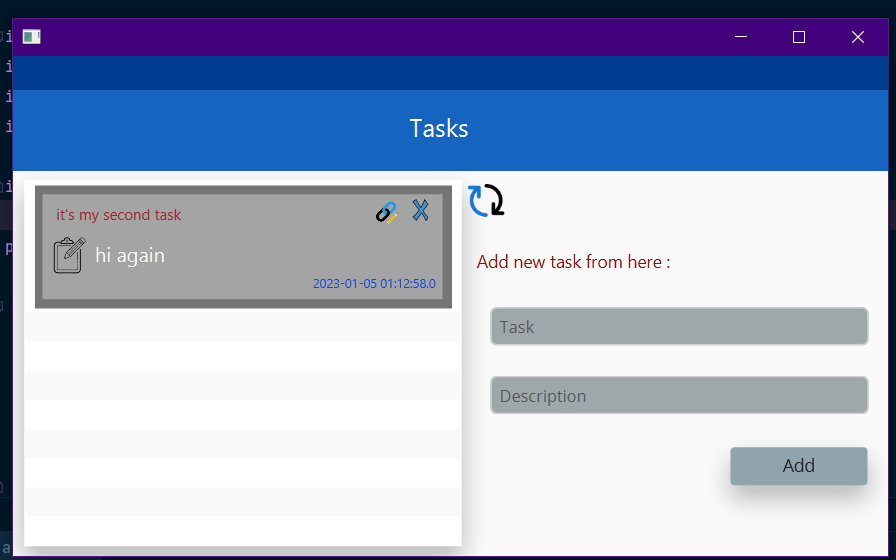 Tasks
it's my second task
hi again
2023-01-05 01:12:58.0
Add new task from here :
Task
Description
Add